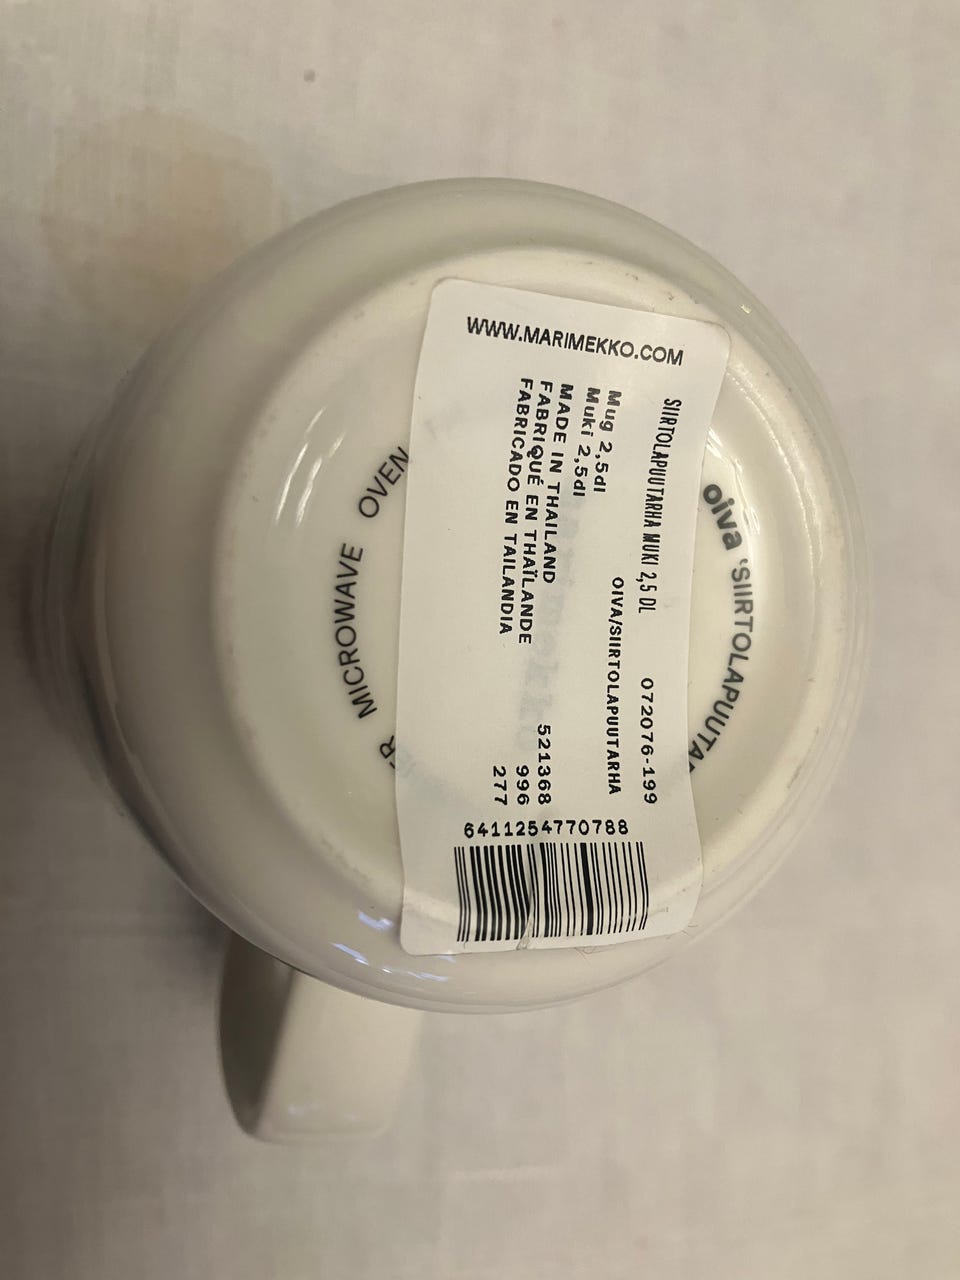 WWW.MARIMEKKO.COM
SIIRTOLAPUUTARHA MUKI 2,5 DL
072076-199
OIVA/SIIRTOLAPUUTARHA
Mug 2,5dl
Muki 2,5dl
MADE IN THAILAND
FABRIQUÉ EN THAÏLANDE
FABRICADO EN TAILANDIA
521368
996
277
6411254770788
oiva 'SIIRTOLAPUUTA
MICROWAVE OVEN